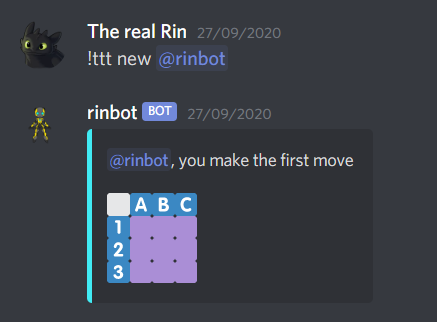 The real Rin 27/09/2020
!ttt new @rinbot
rinbot BOT 27/09/2020
@rinbot, you make the first move
A B C
1
2
3